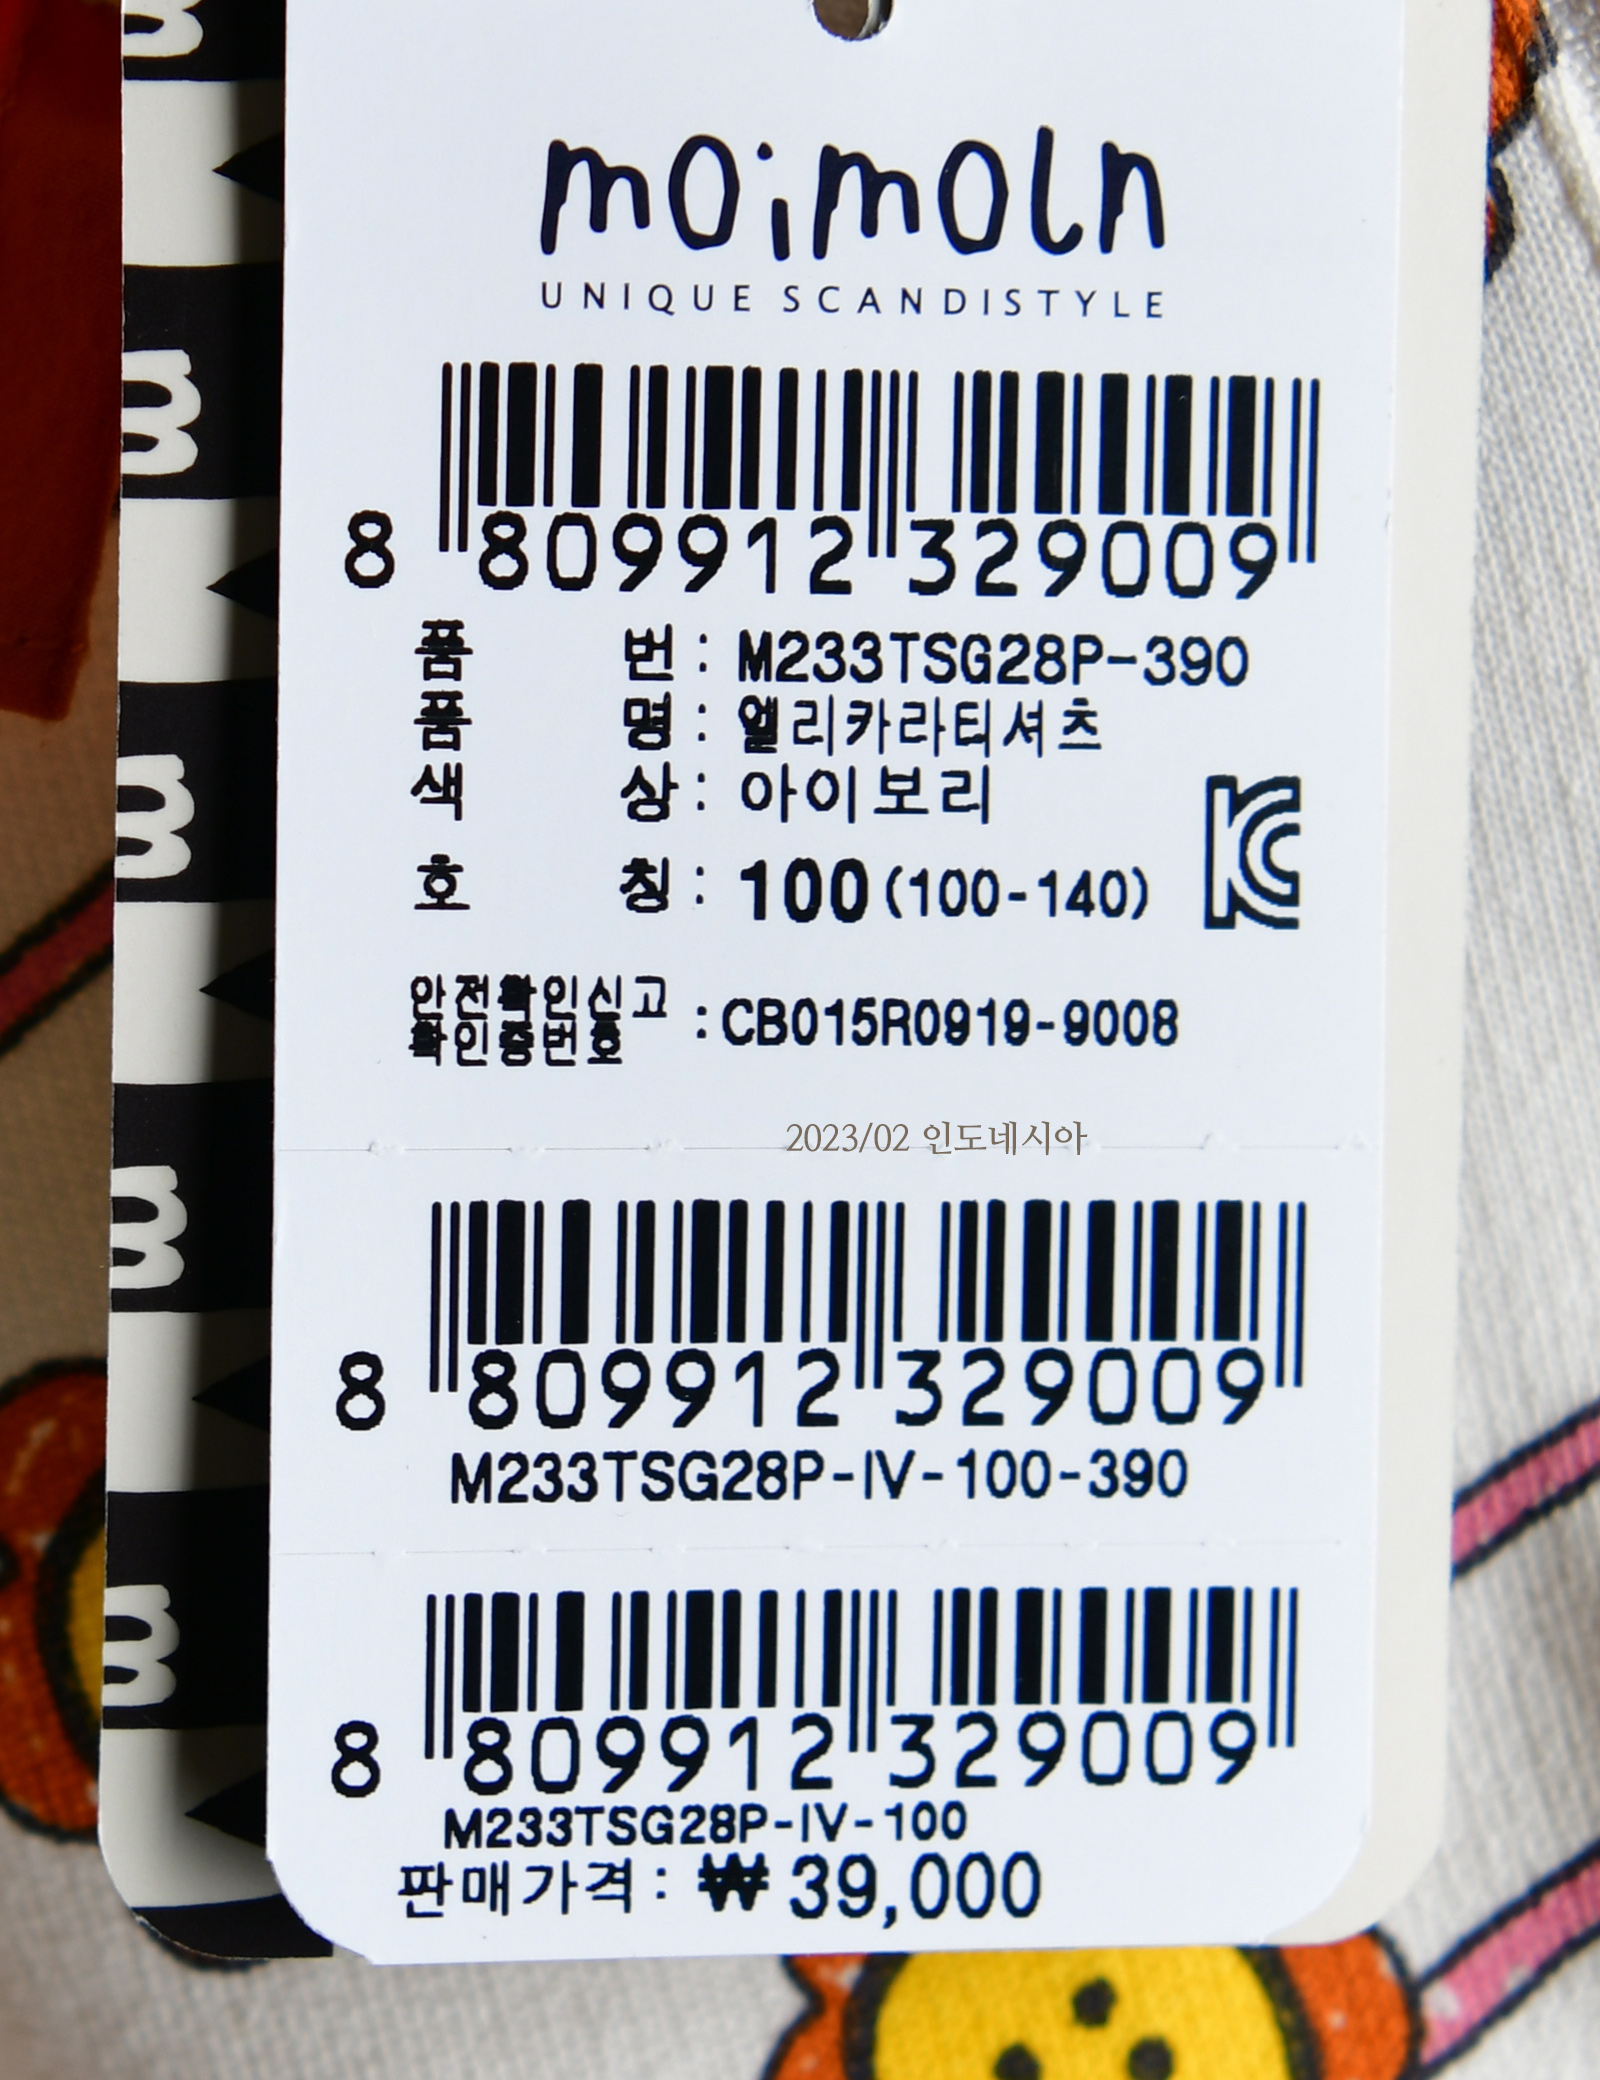 moimoln
UNIQUE SCANDISTYLE
8 809912 329009
품 번 : M233TSG28P-390
품 명 : 엘리카라티셔츠
색 상 : 아이보리
호 칭 : 100 (100-140)
안전확인신고
확인증번호 : CB015R0919-9008
2023/02 인도네시아
8 809912 329009
M233TSG28P-IV-100-390
8 809912 329009
M233TSG28P-IV-100
판매가격 : ₩ 39,000